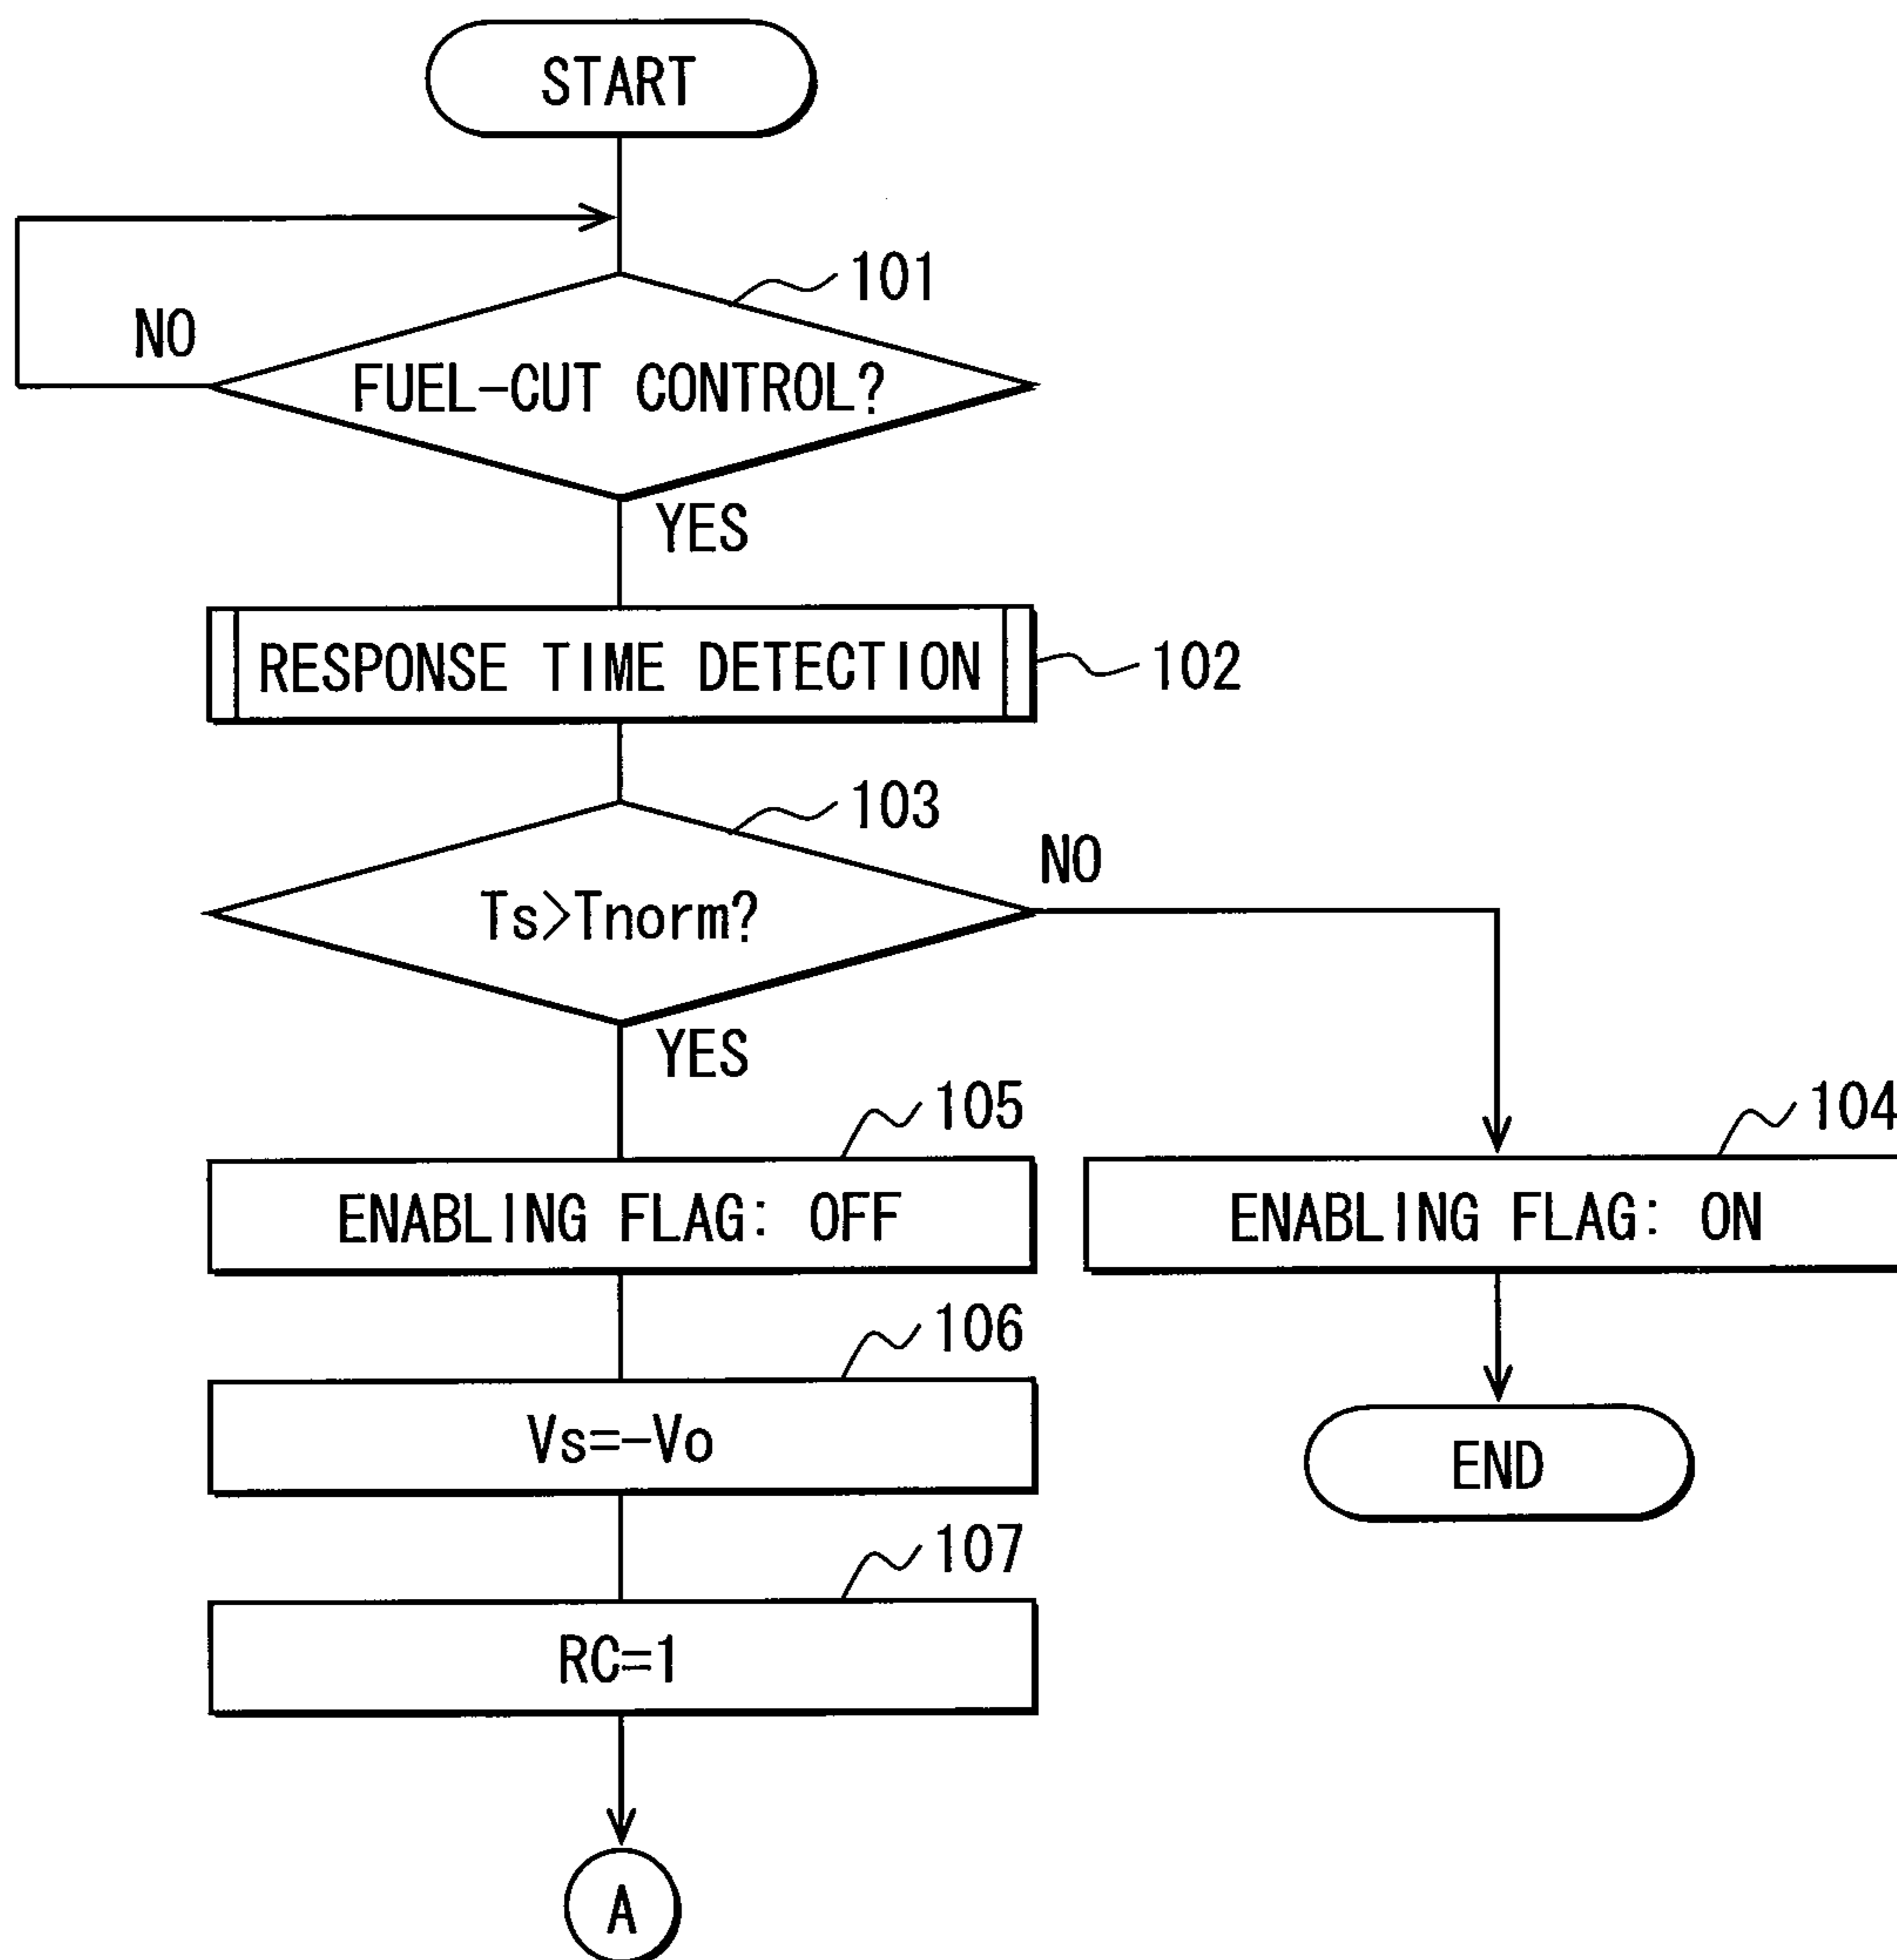 START
101
NO
FUEL-CUT CONTROL?
YES
RESPONSE TIME DETECTION
102
103
NO
Ts>Tnorm?
YES
105
104
ENABLING FLAG: OFF
ENABLING FLAG: ON
106
Vs=-Vo
END
107
RC=1
A